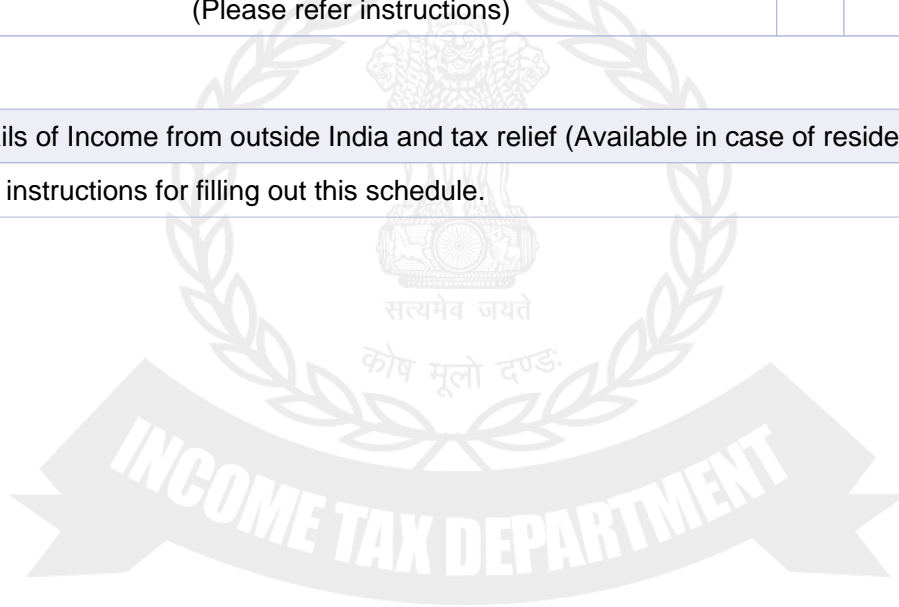 (Please refer instructions)
ils of Income from outside India and tax relief (Available in case of reside
instructions for filling out this schedule.
सत्यमेव जयते
कोष मूलो दण्डः
INCOME TAX DEPARTMENT